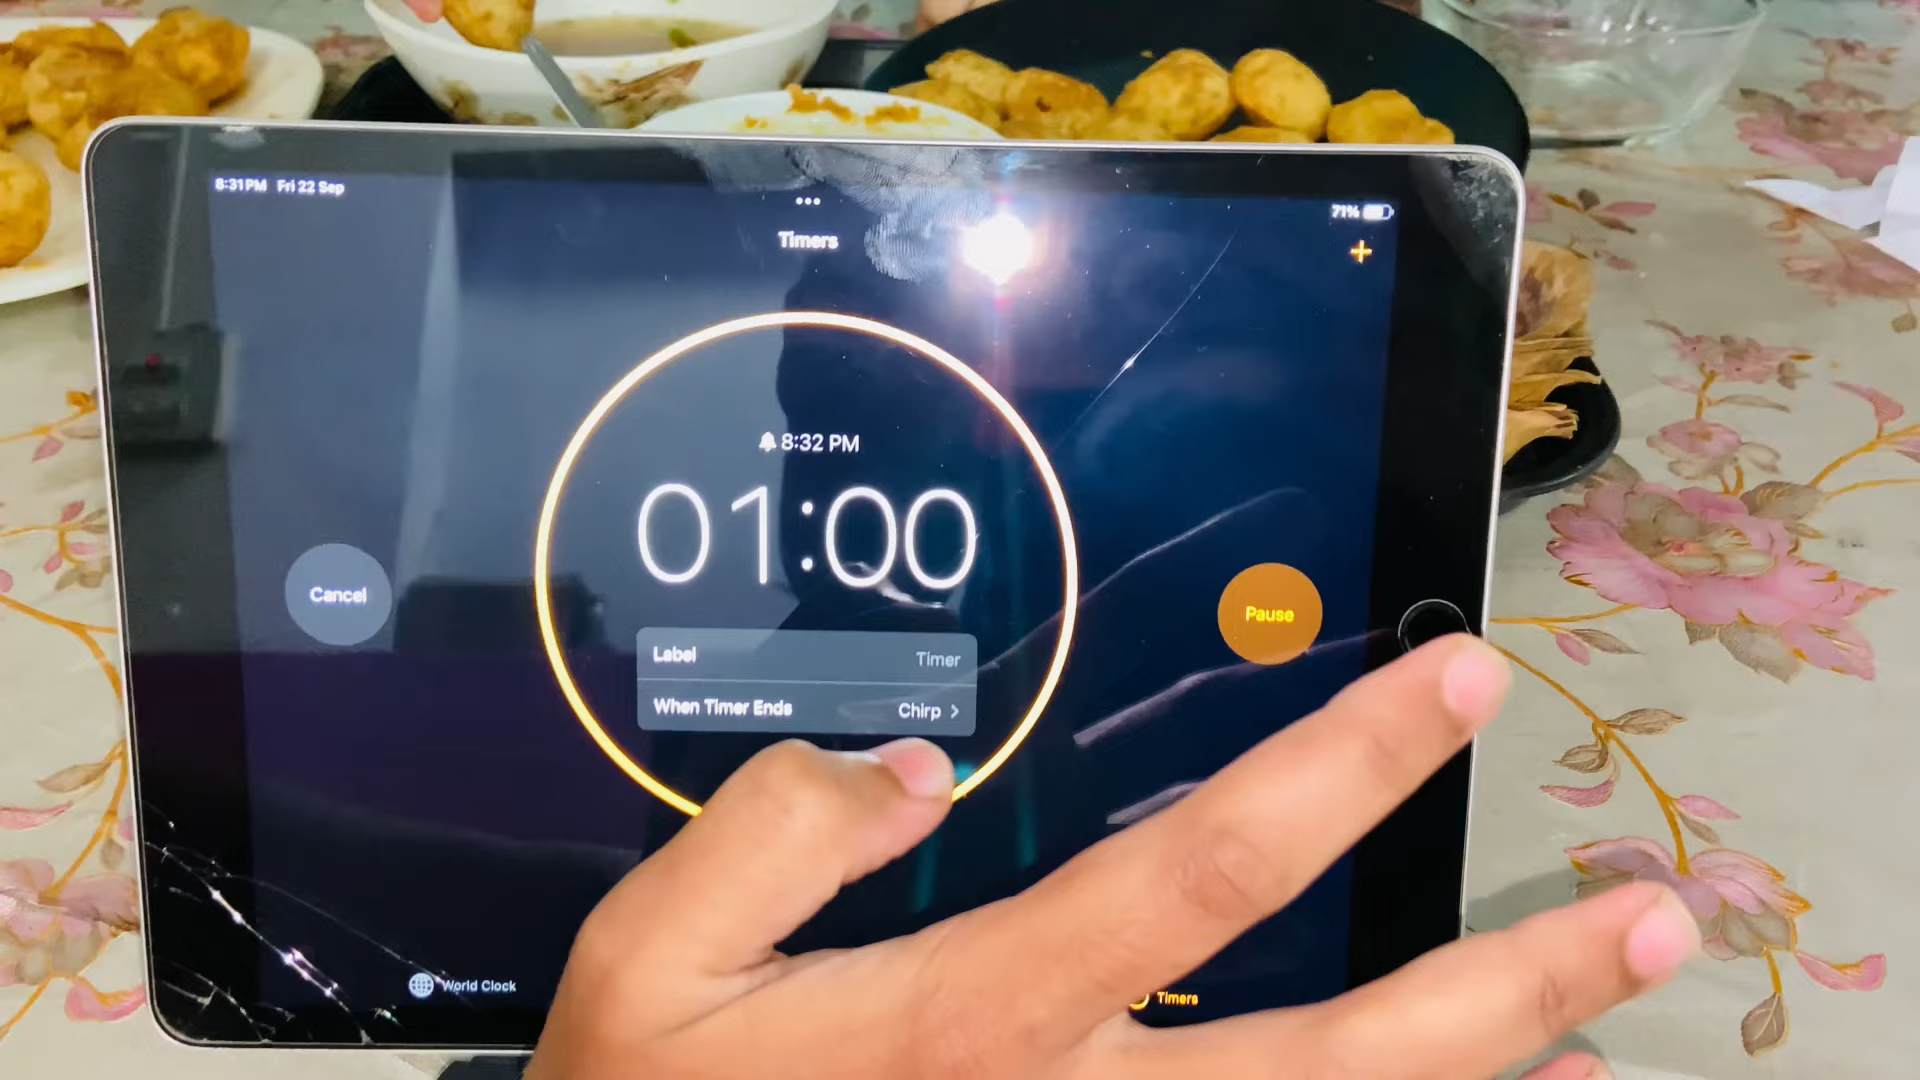 8:31 PM Fri 22 Sep
71%
Timers
8:32 PM
01:00
Cancel
Pause
Label Timer
When Timer Ends Chirp
World Clock
Timers